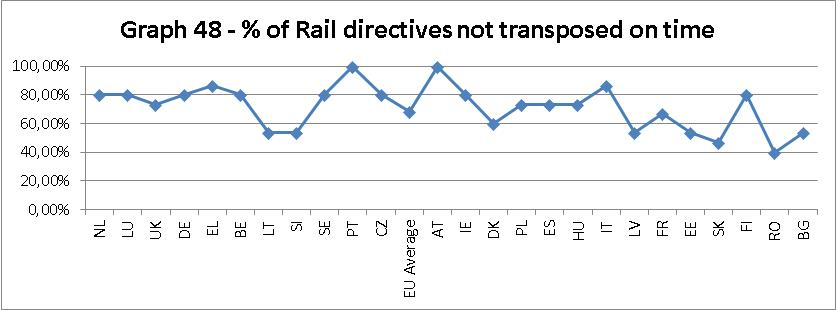 Graph 48 - % of Rail directives not transposed on time
100,00%
80,00%
60,00%
40,00%
20,00%
0,00%
NL
LU
UK
DE
EL
BE
LT
SI
SE
PT
CZ
EU Average
AT
IE
DK
PL
ES
HU
IT
LV
FR
EE
SK
FI
RO
BG